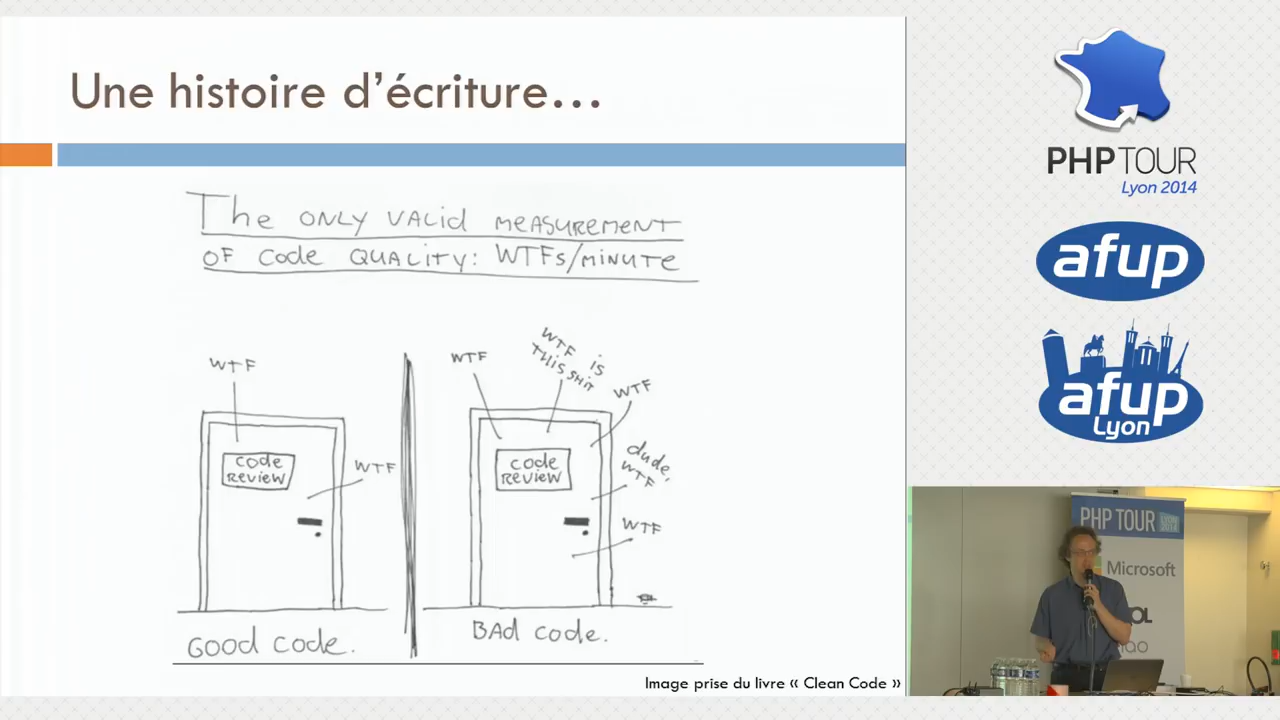 Une histoire d'écriture…
The only valid measurement
of code quality: WTFs/minute
WTF
code
review
WTF
Good code.
WTF
WTF is
this shit
WTF
dude,
WTF
code
review
WTF
Bad code.
Image prise du livre « Clean Code »
PHP TOUR
Lyon 2014
afup
afup
Lyon
PHP TOUR
Lyon
2014
Microsoft